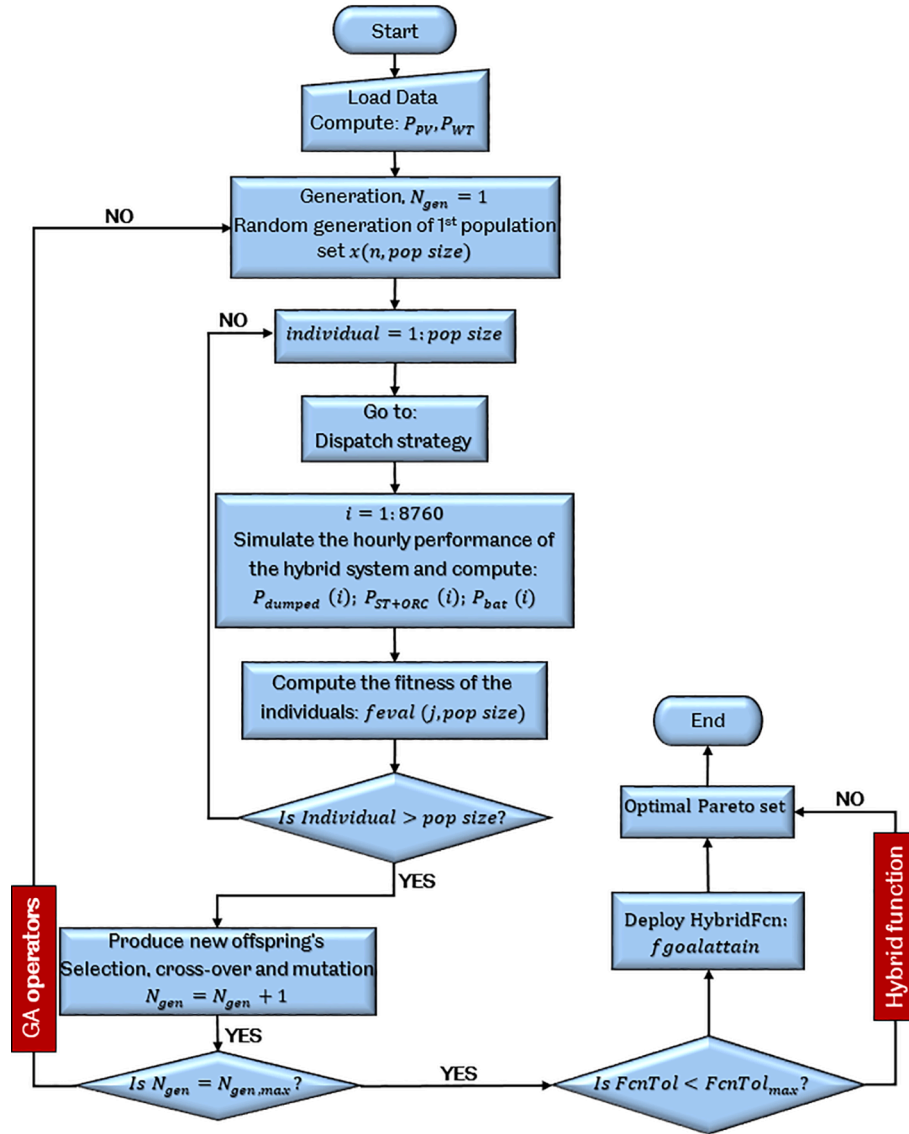 Start
Load Data
Compute: P_PV, P_WT
Generation, N_gen = 1
Random generation of 1st population
set x(n, pop size)
NO
NO
individual = 1: pop size
Go to:
Dispatch strategy
i = 1: 8760
Simulate the hourly performance of
the hybrid system and compute:
P_dumped (i); P_ST+ORC (i); P_bat (i)
Compute the fitness of the
individuals: feval (j, pop size)
Is Individual > pop size?
YES
Produce new offspring's
Selection, cross-over and mutation
N_gen = N_gen + 1
YES
GA operators
Is N_gen = N_gen,max?
YES
Is FcnTol < FcnTol_max?
Deploy HybridFcn:
fgoalattain
Hybrid function
NO
Optimal Pareto set
End